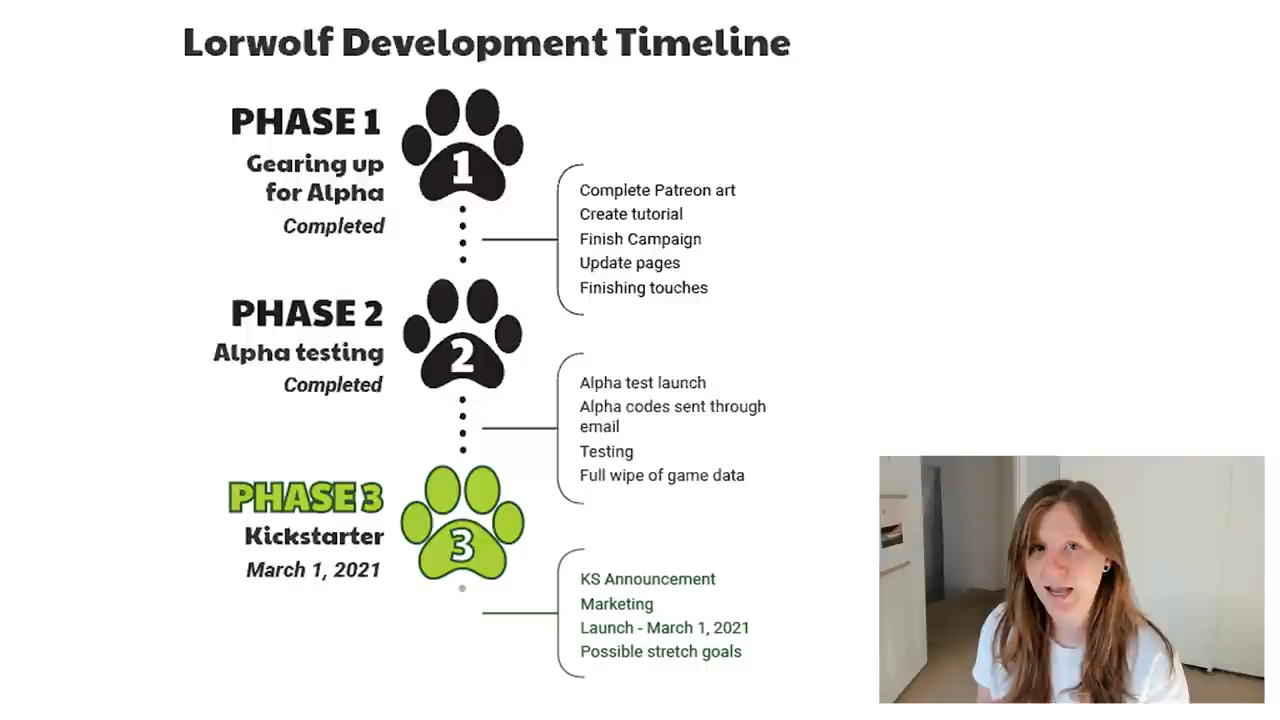 Lorwolf Development Timeline
PHASE 1
Gearing up
for Alpha
Completed
1
Complete Patreon art
Create tutorial
Finish Campaign
Update pages
Finishing touches
PHASE 2
Alpha testing
Completed
2
Alpha test launch
Alpha codes sent through
email
Testing
Full wipe of game data
PHASE 3
Kickstarter
March 1, 2021
3
KS Announcement
Marketing
Launch - March 1, 2021
Possible stretch goals